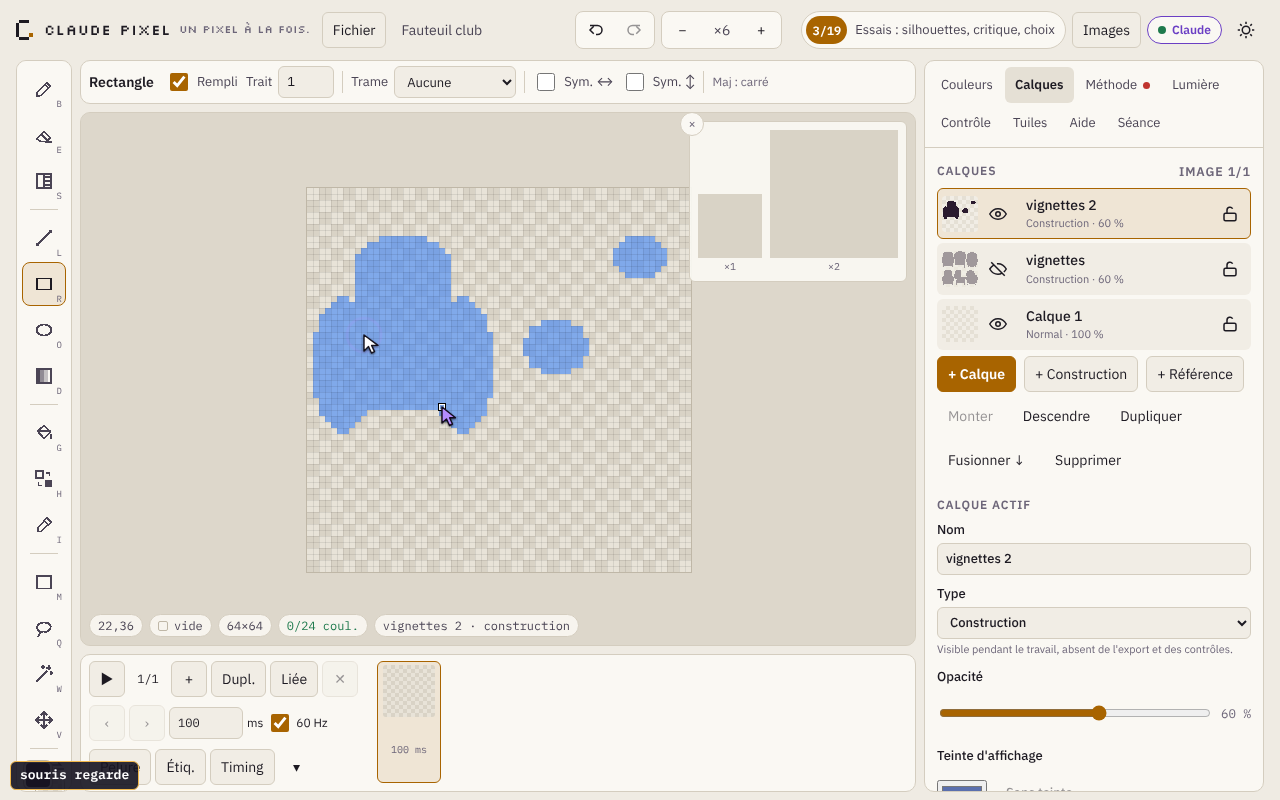 CLAUDE PIXEL UN PIXEL À LA FOIS. Fichier Fauteuil club − ×6 + 3/19 Essais : silhouettes, critique, choix Images Claude
Rectangle Rempli Trait 1 Trame Aucune Sym. ↔ Sym. ↕ Maj : carré
B
E
S
L
R
O
D
G
H
I
M
Q
W
V
×
×1 ×2
22,36 vide 64×64 0/24 coul. vignettes 2 · construction
1/1 + Dupl. Liée ×
‹ › 100 ms 60 Hz
Étiq. Timing ▼
100 ms
souris regarde
Couleurs Calques Méthode Lumière
Contrôle Tuiles Aide Séance
CALQUES IMAGE 1/1
vignettes 2
Construction · 60 %
vignettes
Construction · 60 %
Calque 1
Normal · 100 %
+ Calque + Construction + Référence
Monter Descendre Dupliquer
Fusionner ↓ Supprimer
CALQUE ACTIF
Nom
vignettes 2
Type
Construction
Visible pendant le travail, absent de l'export et des contrôles.
Opacité
60 %
Teinte d'affichage